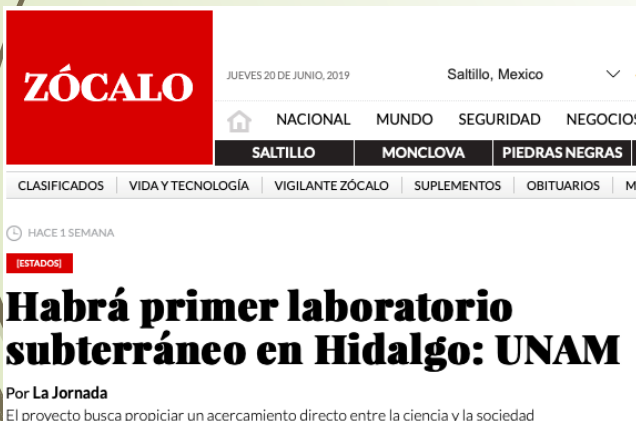 ZÓCALO
JUEVES 20 DE JUNIO, 2019
Saltillo, Mexico
NACIONAL MUNDO SEGURIDAD NEGOCIOS
SALTILLO MONCLOVA PIEDRAS NEGRAS
CLASIFICADOS VIDA Y TECNOLOGÍA VIGILANTE ZÓCALO SUPLEMENTOS OBITUARIOS M
HACE 1 SEMANA
[ESTADOS]
Habrá primer laboratorio
subterráneo en Hidalgo: UNAM
Por La Jornada
El proyecto busca propiciar un acercamiento directo entre la ciencia y la sociedad